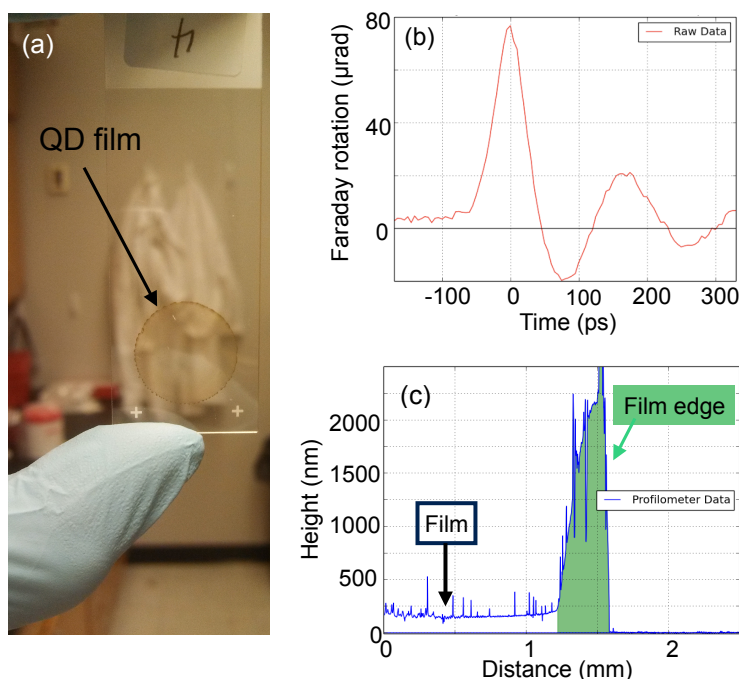 (a)
4
QD film
(b)
Faraday rotation (μrad)
80
40
0
Raw Data
-100 0 100 200 300
Time (ps)
(c)
Height (nm)
2000
1500
1000
500
0
Film
Film edge
Profilometer Data
0 1 2
Distance (mm)